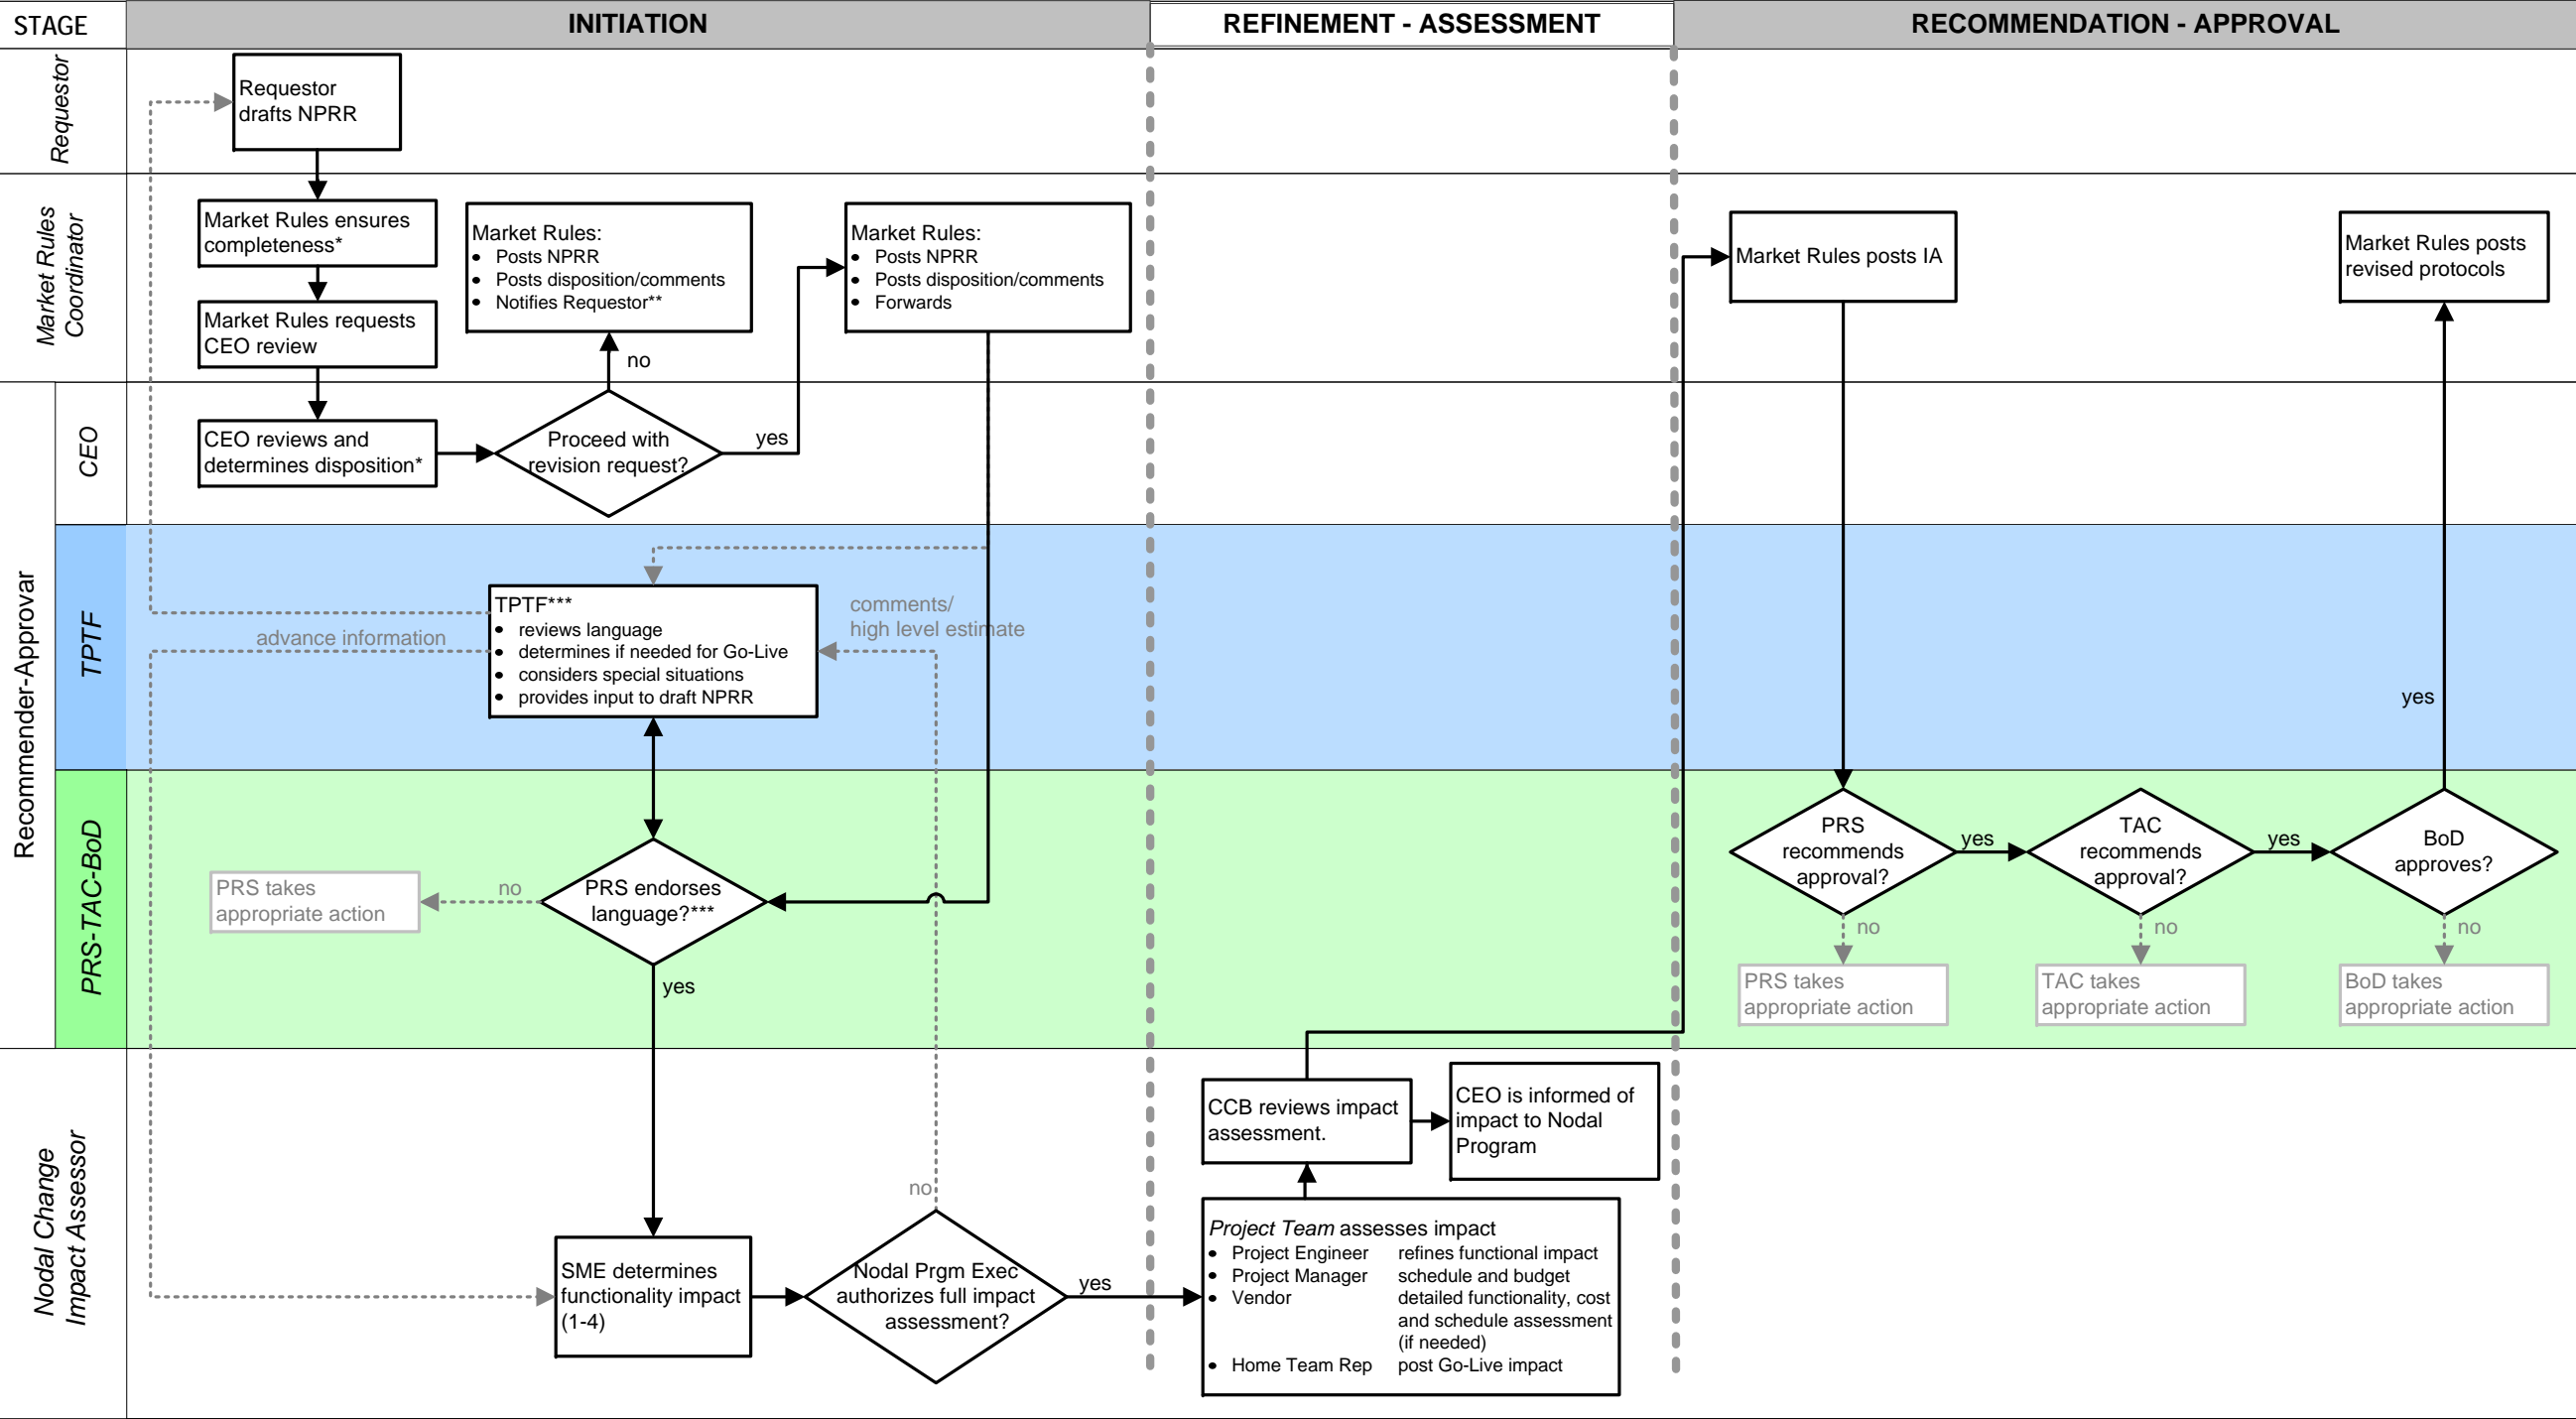 STAGE
INITIATION
REFINEMENT - ASSESSMENT
RECOMMENDATION - APPROVAL
Requestor
Requestor
drafts NPRR
Market Rules
Coordinator
Market Rules ensures
completeness*
Market Rules requests
CEO review
Market Rules:
• Posts NPRR
• Posts disposition/comments
• Notifies Requestor**
no
Market Rules:
• Posts NPRR
• Posts disposition/comments
• Forwards
Market Rules posts IA
Market Rules posts
revised protocols
Recommender-Approvar
CEO
CEO reviews and
determines disposition*
Proceed with
revision request?
yes
TPTF
TPTF***
• reviews language
• determines if needed for Go-Live
• considers special situations
• provides input to draft NPRR
advance information
comments/
high level estimate
yes
PRS-TAC-BoD
PRS takes
appropriate action
no
PRS endorses
language?***
yes
PRS
recommends
approval?
yes
TAC
recommends
approval?
yes
BoD
approves?
no
no
no
PRS takes
appropriate action
TAC takes
appropriate action
BoD takes
appropriate action
Nodal Change
Impact Assessor
SME determines
functionality impact
(1-4)
no
Nodal Prgm Exec
authorizes full impact
assessment?
yes
CCB reviews impact
assessment.
CEO is informed of
impact to Nodal
Program
Project Team assesses impact
• Project Engineer refines functional impact
• Project Manager schedule and budget
• Vendor detailed functionality, cost
and schedule assessment
(if needed)
• Home Team Rep post Go-Live impact